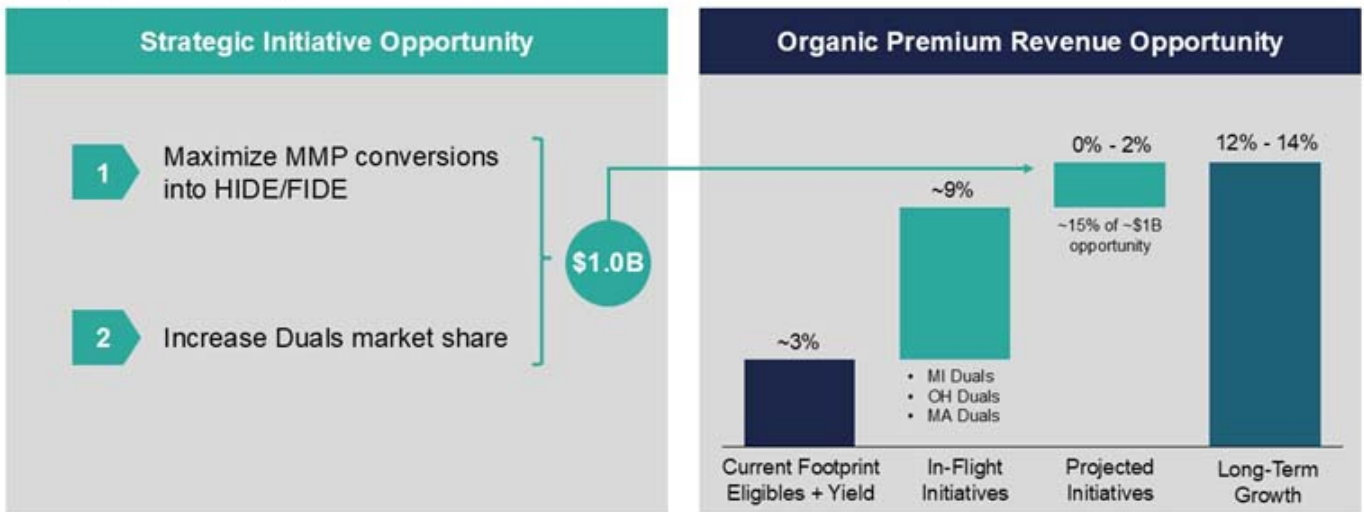 Strategic Initiative Opportunity
1
Maximize MMP conversions
into HIDE/FIDE
2
Increase Duals market share
$1.0B
Organic Premium Revenue Opportunity
~3%
Current Footprint
Eligibles + Yield
~9%
• MI Duals
• OH Duals
• MA Duals
In-Flight
Initiatives
0% - 2%
~15% of ~$1B
opportunity
Projected
Initiatives
12% - 14%
Long-Term
Growth